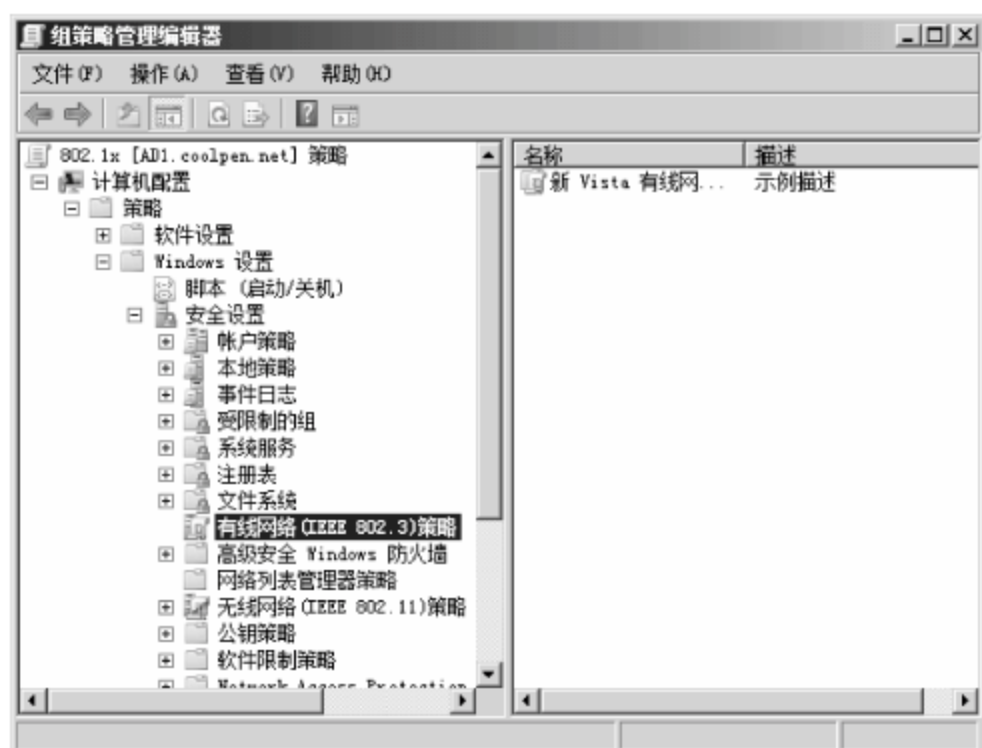 组策略管理编辑器
文件(F) 操作(A) 查看(V) 帮助(H)
802.1x [AD1.coolpen.net] 策略
计算机配置
策略
软件设置
Windows 设置
脚本 (启动/关机)
安全设置
帐户策略
本地策略
事件日志
受限制的组
系统服务
注册表
文件系统
有线网络(IEEE 802.3)策略
高级安全 Windows 防火墙
网络列表管理器策略
无线网络(IEEE 802.11)策略
公钥策略
软件限制策略
Network Access Protection
名称 描述
新 Vista 有线网... 示例描述